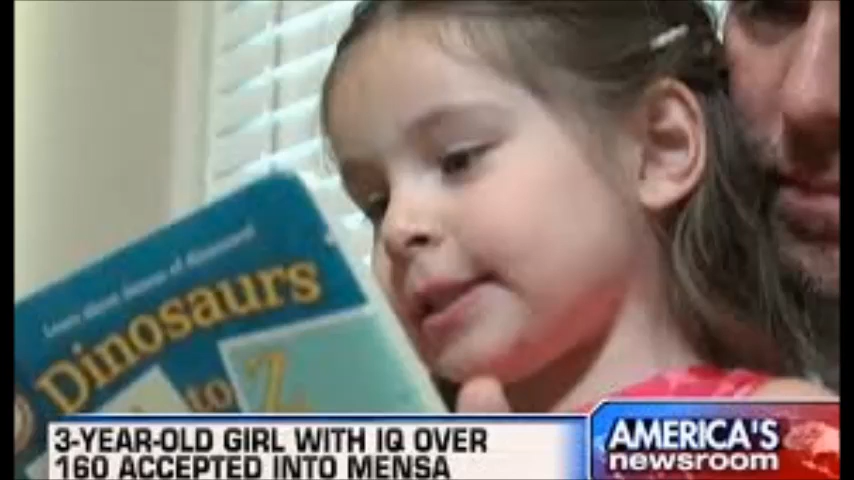 Dinosaurs
to Z
3-YEAR-OLD GIRL WITH IQ OVER
160 ACCEPTED INTO MENSA
AMERICA'S
newsroom